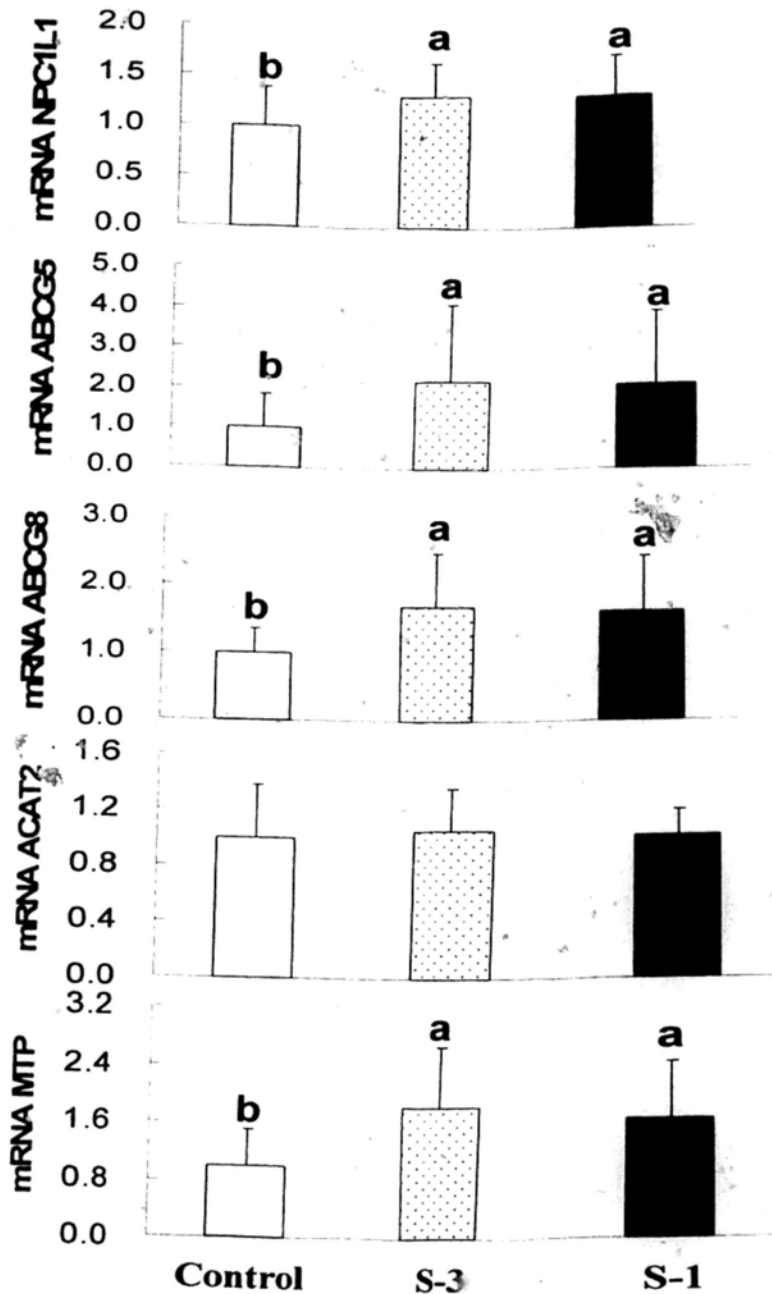 mRNA NPC1L1
2.0
a
a
b
1.5
1.0
0.5
0.0
mRNA ABCG5
5.0
a
a
4.0
3.0
b
2.0
1.0
0.0
mRNA ABCG8
3.0
a
a
2.0
b
1.0
0.0
mRNA ACAT2
1.6
1.2
0.8
0.4
0.0
mRNA MTP
3.2
a
a
2.4
b
1.6
0.8
0.0
Control S-3 S-1